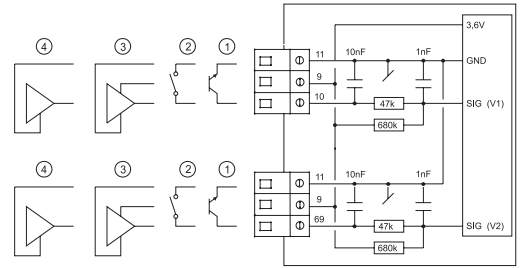 3,6V
④ ③ ② ① 11 10nF 1nF GND
9
10 47k SIG (V1)
680k
④ ③ ② ① 11 10nF 1nF
9
69 47k SIG (V2)
680k